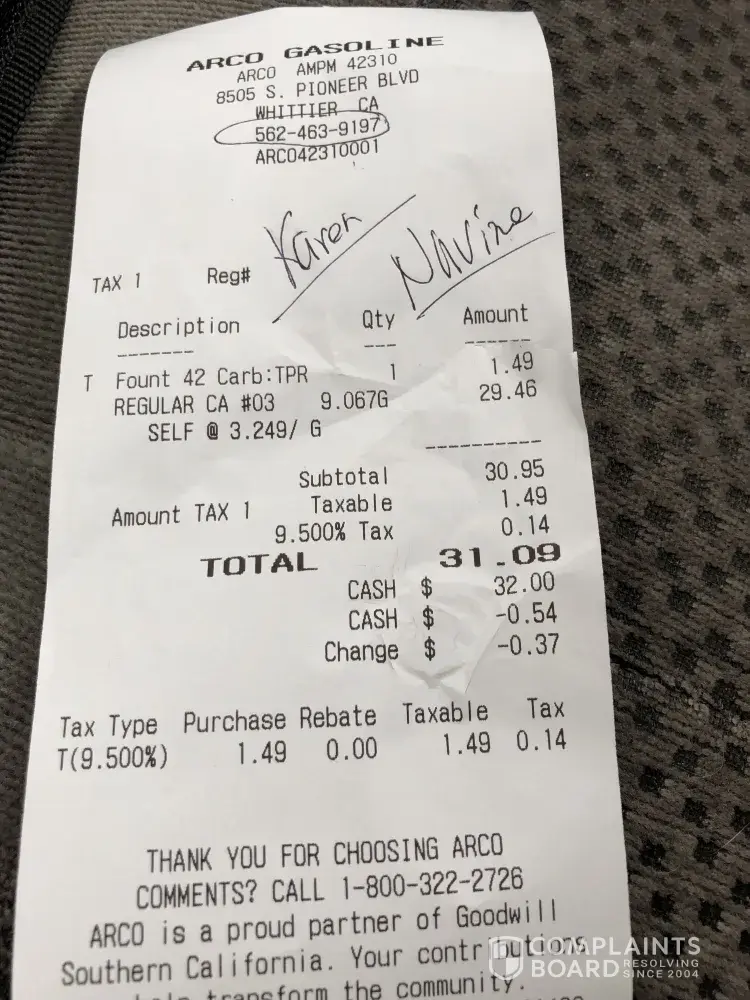 ARCO GASOLINE
ARCO AMPM 42310
8505 S. PIONEER BLVD
WHITTIER CA
562-463-9197
ARCO42310001
Karen Navine
TAX 1 Reg#
Description Qty Amount
------- --- ------
T Fount 42 Carb:TPR 1 1.49
REGULAR CA #03 9.067G 29.46
SELF @ 3.249/ G
----------
Subtotal 30.95
Amount TAX 1 Taxable 1.49
9.500% Tax 0.14
TOTAL 31.09
CASH $ 32.00
CASH $ -0.54
Change $ -0.37
Tax Type Purchase Rebate Taxable Tax
T(9.500%) 1.49 0.00 1.49 0.14
THANK YOU FOR CHOOSING ARCO
COMMENTS? CALL 1-800-322-2726
ARCO is a proud partner of Goodwill
Southern California. Your contributions
help transform the community.
COMPLAINTS
BOARD RESOLVING
SINCE 2004